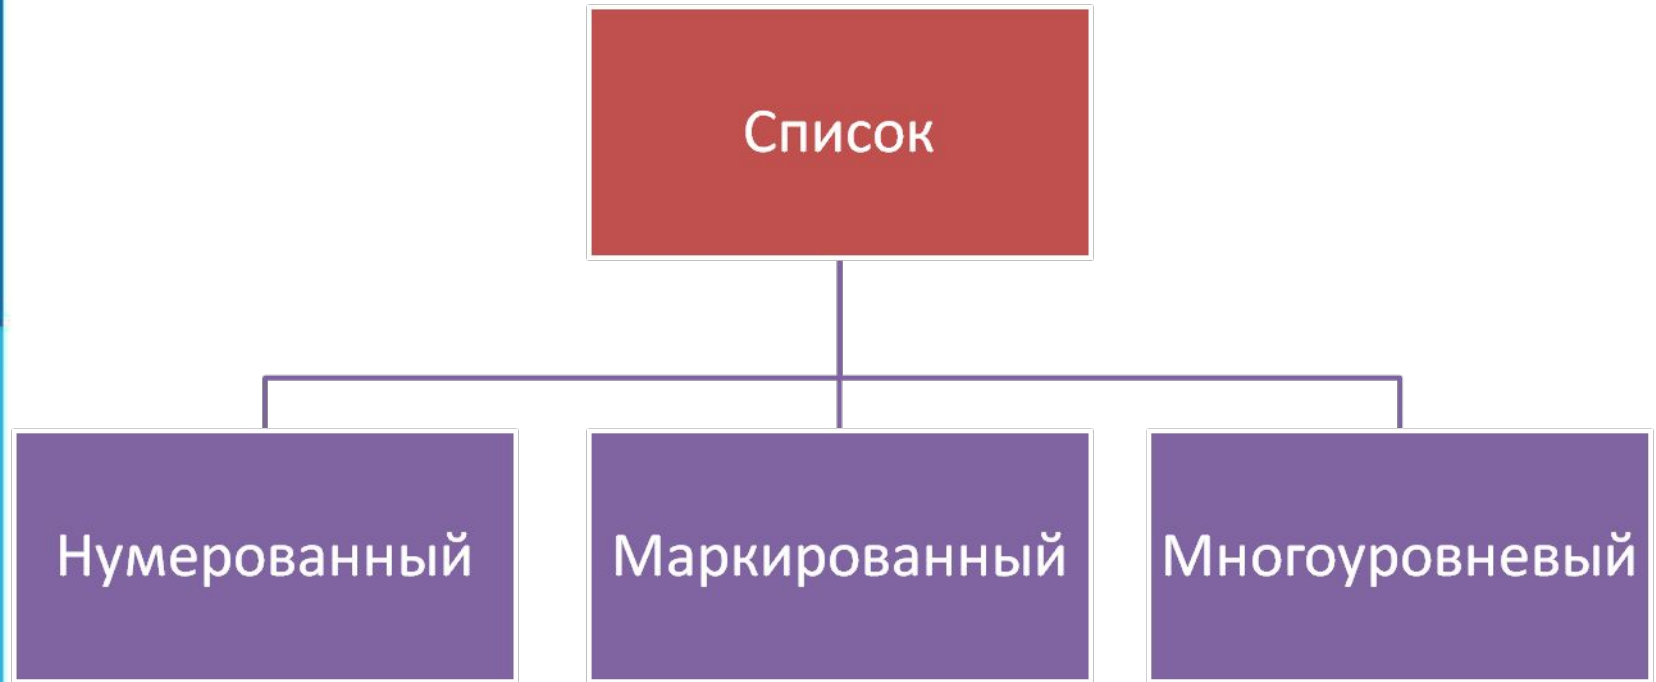 Список
Нумерованный
Маркированный
Многоуровневый